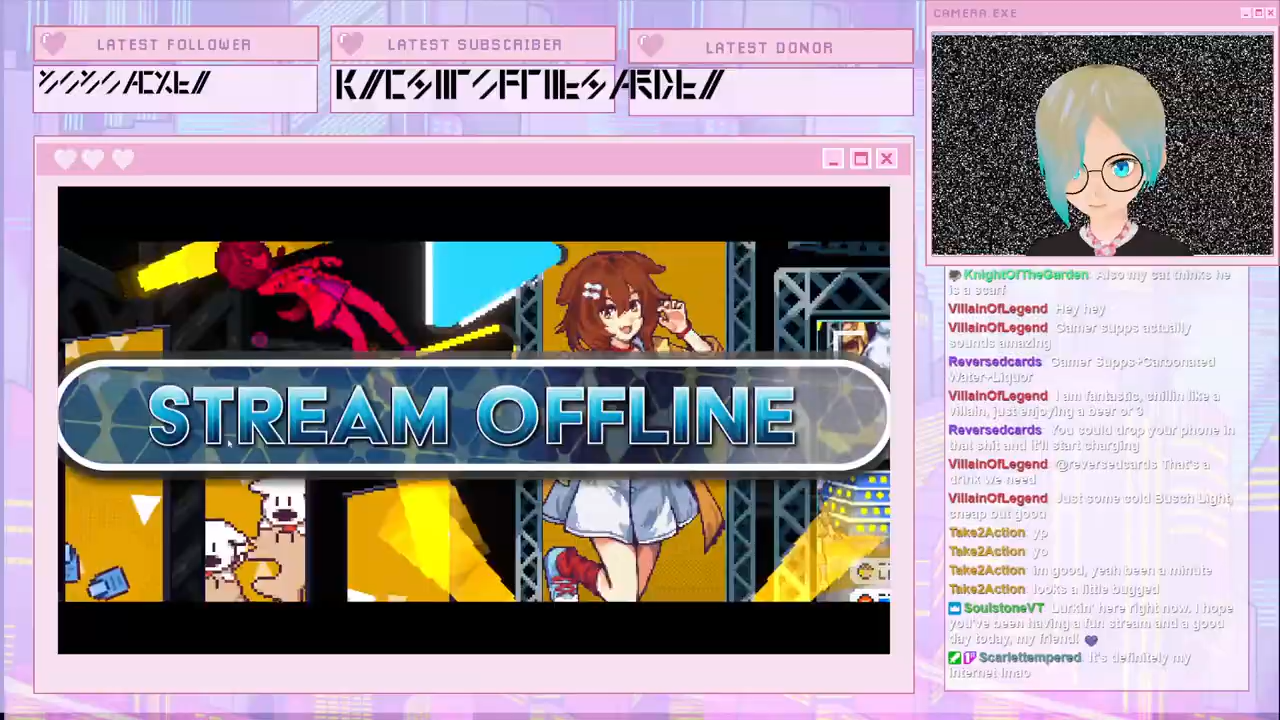 LATEST FOLLOWER
LATEST SUBSCRIBER
LATEST DONOR
CAMERA.EXE
STREAM OFFLINE
KnightOfTheGarden Also my cat thinks he
is a scarf
VillainOfLegend Hey hey
VillainOfLegend Gamer supps actually
sounds amazing
Reversedcards Gamer Supps+Carbonated
Water+Liquor
VillainOfLegend I am fantastic, chillin like a
villain, just enjoying a beer or 3
Reversedcards You could drop your phone in
that shit and it'll start charging
VillainOfLegend @reversedcards That's a
drink we need
VillainOfLegend Just some cold Busch Light,
cheap but good
Take2Action yp
Take2Action yo
Take2Action im good, yeah been a minute
Take2Action looks a little bugged
SoulstoneVT Lurkin' here right now. I hope
you've been having a fun stream and a good
day today, my friend!
Scarlettempered It's definitely my
internet lmao